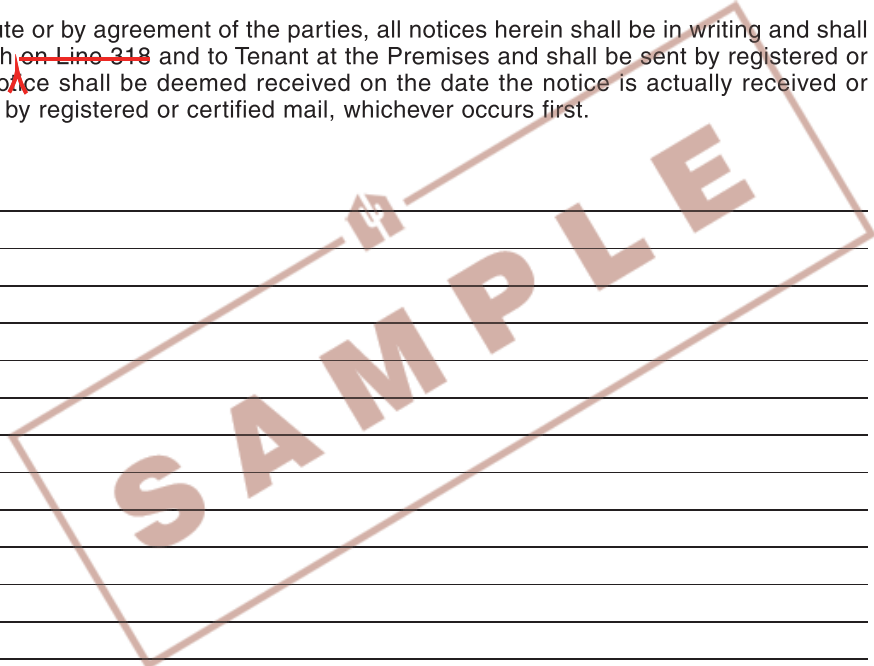 ute or by agreement of the parties, all notices herein shall be in writing and shall
h on Line 318 and to Tenant at the Premises and shall be sent by registered or
otice shall be deemed received on the date the notice is actually received or
by registered or certified mail, whichever occurs first.
SAMPLE